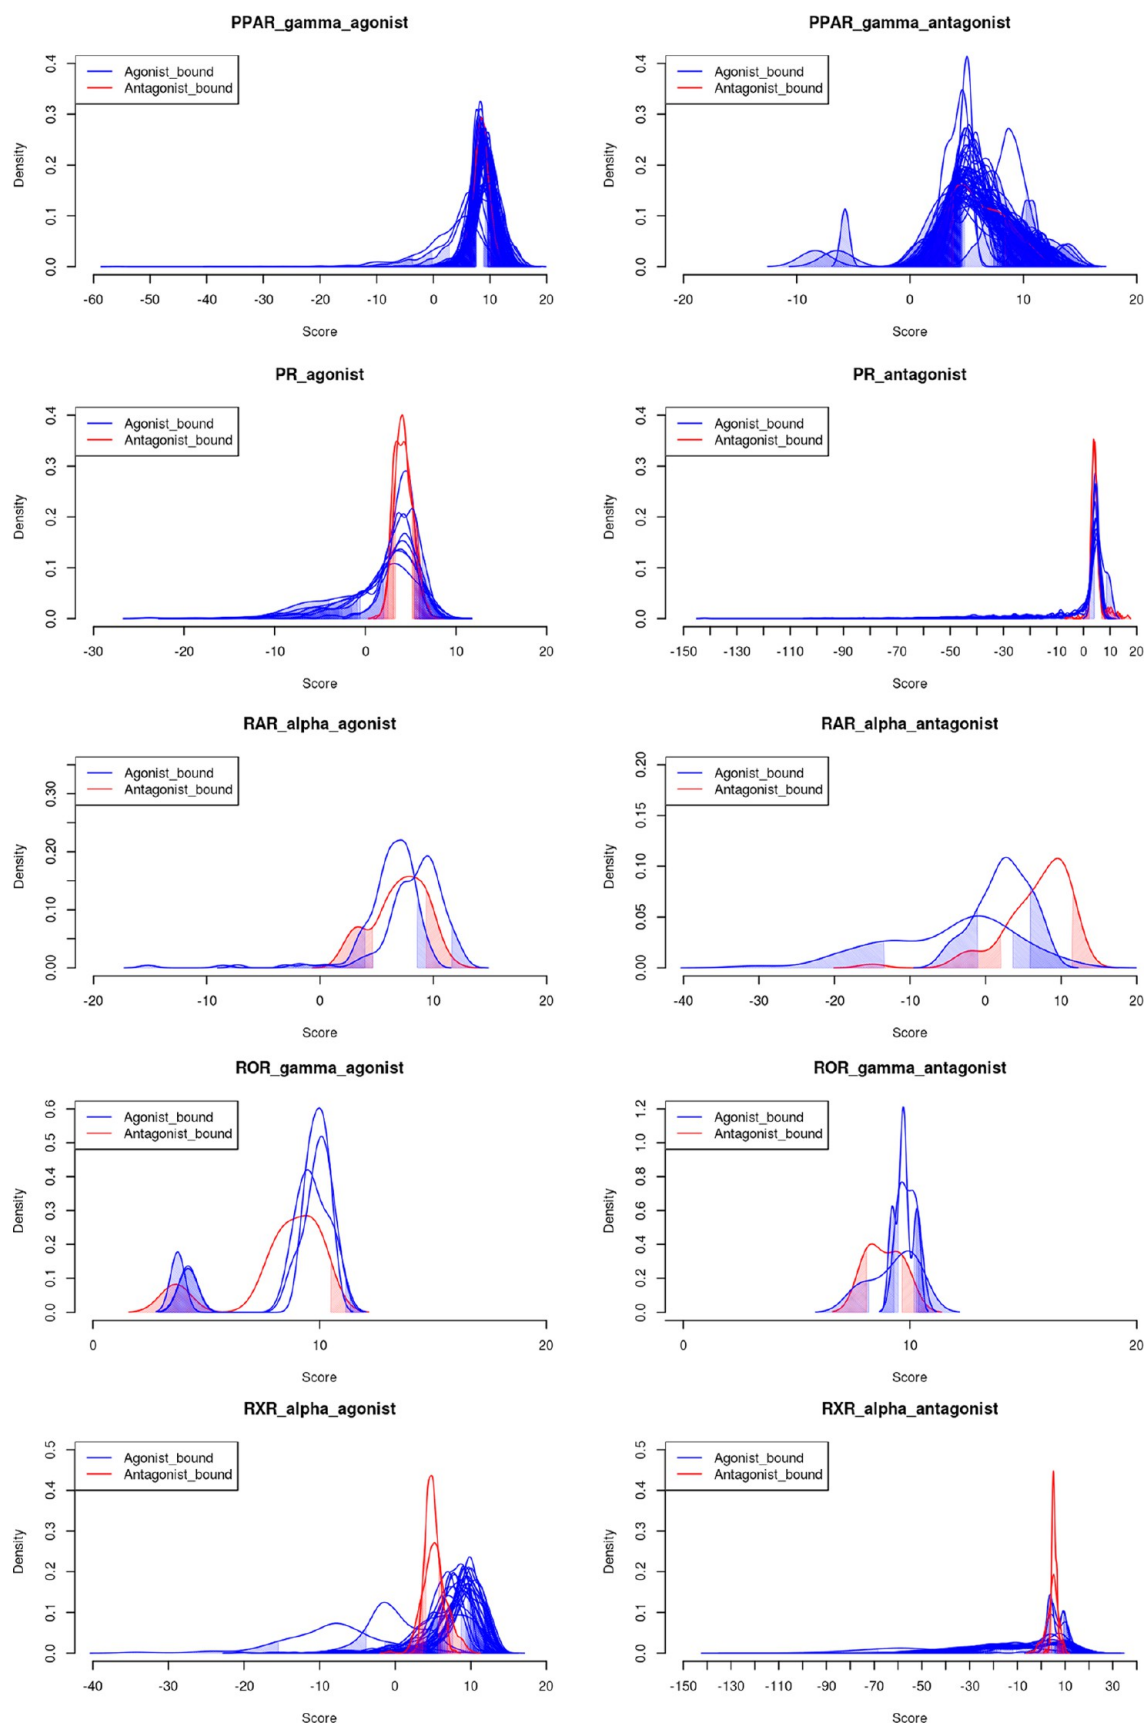 PPAR_gamma_agonist
Agonist_bound
Antagonist_bound
Density
0.0 0.1 0.2 0.3 0.4
-60 -50 -40 -30 -20 -10 0 10 20
Score
PPAR_gamma_antagonist
Agonist_bound
Antagonist_bound
Density
0.0 0.1 0.2 0.3 0.4
-20 -10 0 10 20
Score
PR_agonist
Agonist_bound
Antagonist_bound
Density
0.0 0.1 0.2 0.3 0.4
-30 -20 -10 0 10 20
Score
PR_antagonist
Agonist_bound
Antagonist_bound
Density
0.0 0.1 0.2 0.3 0.4
-150 -130 -110 -90 -70 -50 -30 -10 0 10 20
Score
RAR_alpha_agonist
Agonist_bound
Antagonist_bound
Density
0.00 0.10 0.20 0.30
-20 -10 0 10 20
Score
RAR_alpha_antagonist
Agonist_bound
Antagonist_bound
Density
0.00 0.05 0.10 0.15 0.20
-40 -30 -20 -10 0 10 20
Score
ROR_gamma_agonist
Agonist_bound
Antagonist_bound
Density
0.0 0.1 0.2 0.3 0.4 0.5 0.6
0 10 20
Score
ROR_gamma_antagonist
Agonist_bound
Antagonist_bound
Density
0.0 0.2 0.4 0.6 0.8 1.0 1.2
0 10 20
Score
RXR_alpha_agonist
Agonist_bound
Antagonist_bound
Density
0.0 0.1 0.2 0.3 0.4 0.5
-40 -30 -20 -10 0 10 20
Score
RXR_alpha_antagonist
Agonist_bound
Antagonist_bound
Density
0.0 0.1 0.2 0.3 0.4 0.5
-150 -130 -110 -90 -70 -50 -30 -10 10 30
Score